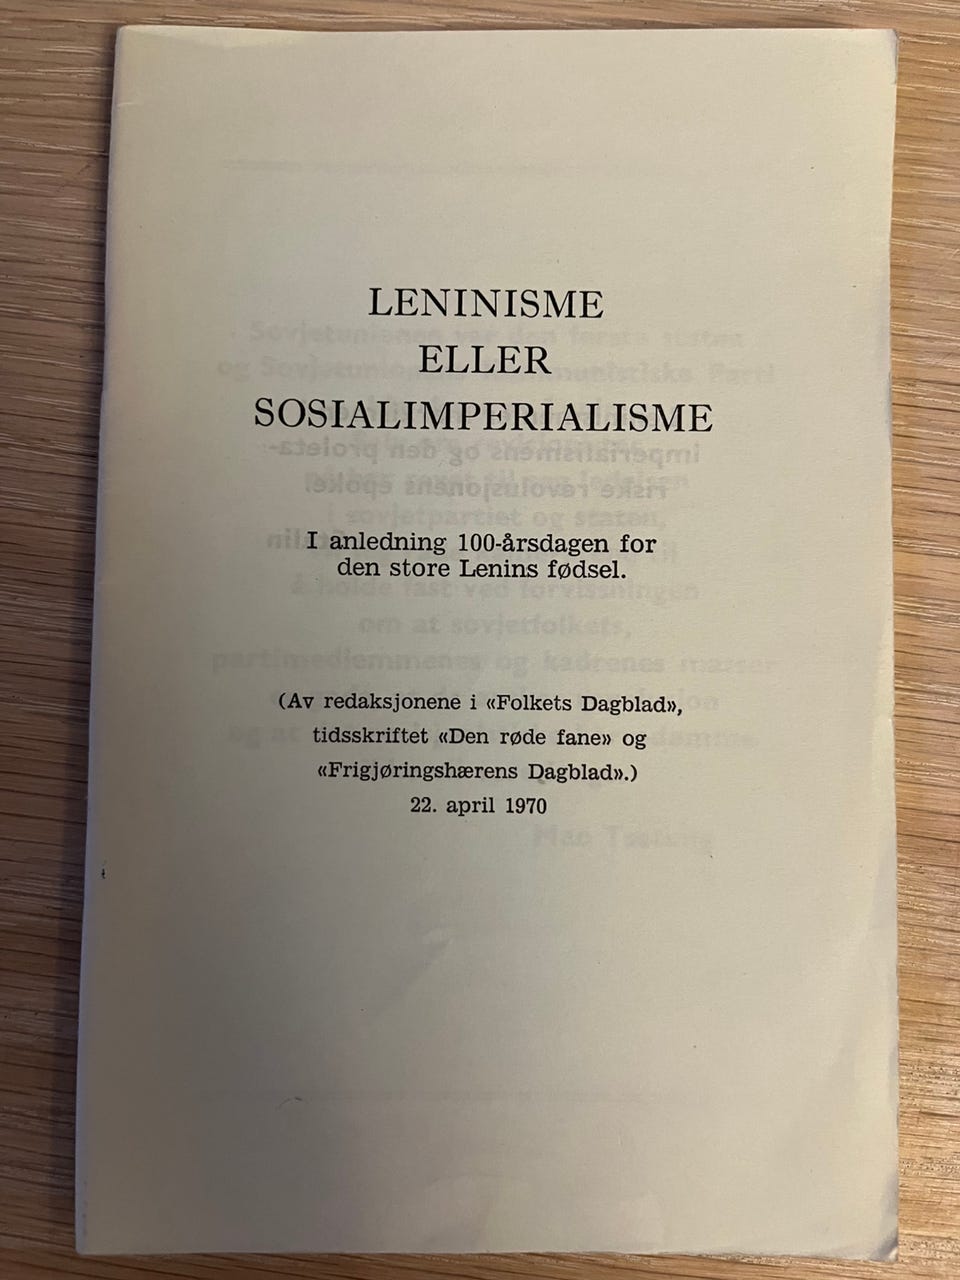 LENINISME
ELLER
SOSIALIMPERIALISME
I anledning 100-årsdagen for
den store Lenins fødsel.
(Av redaksjonene i «Folkets Dagblad»,
tidsskriftet «Den røde fane» og
«Frigjøringshærens Dagblad».)
22. april 1970